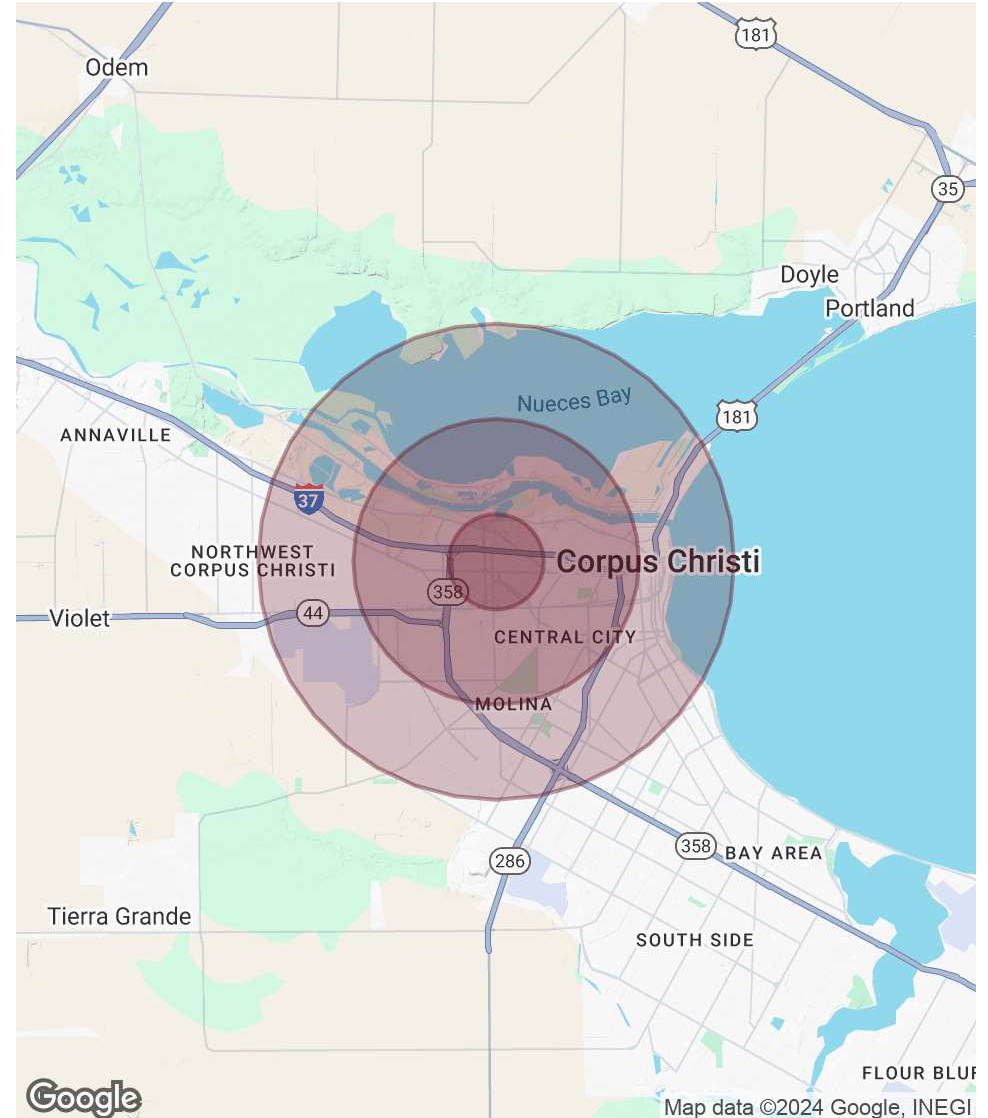 181
Odem
35
Doyle
Portland
Nueces Bay
181
ANNAVILLE
37
NORTHWEST
CORPUS CHRISTI
Corpus Christi
358
44
Violet
CENTRAL CITY
MOLINA
358
BAY AREA
286
Tierra Grande
SOUTH SIDE
FLOUR BLUF
Google
Map data ©2024 Google, INEGI